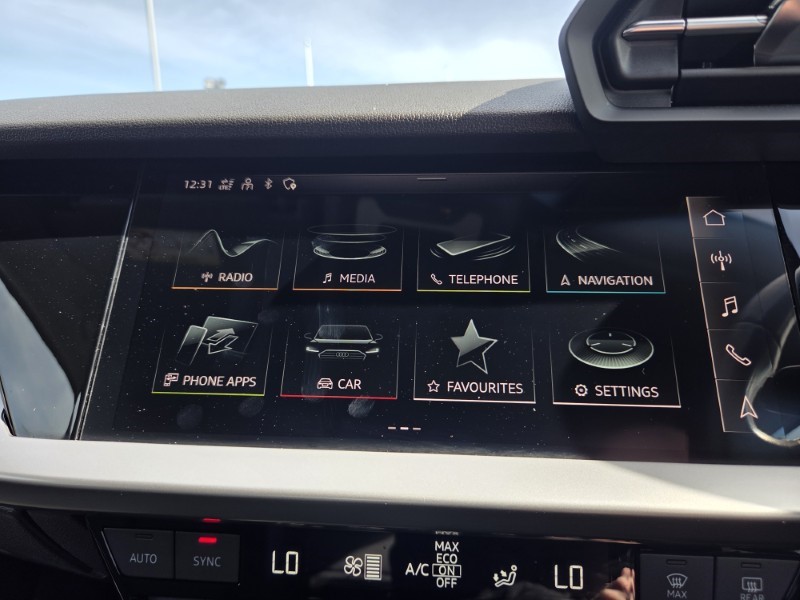 12:31
RADIO
MEDIA
TELEPHONE
NAVIGATION
PHONE APPS
CAR
FAVOURITES
SETTINGS
AUTO
SYNC
LO
A/C
MAX
ECO
ON
OFF
LO
MAX
REAR